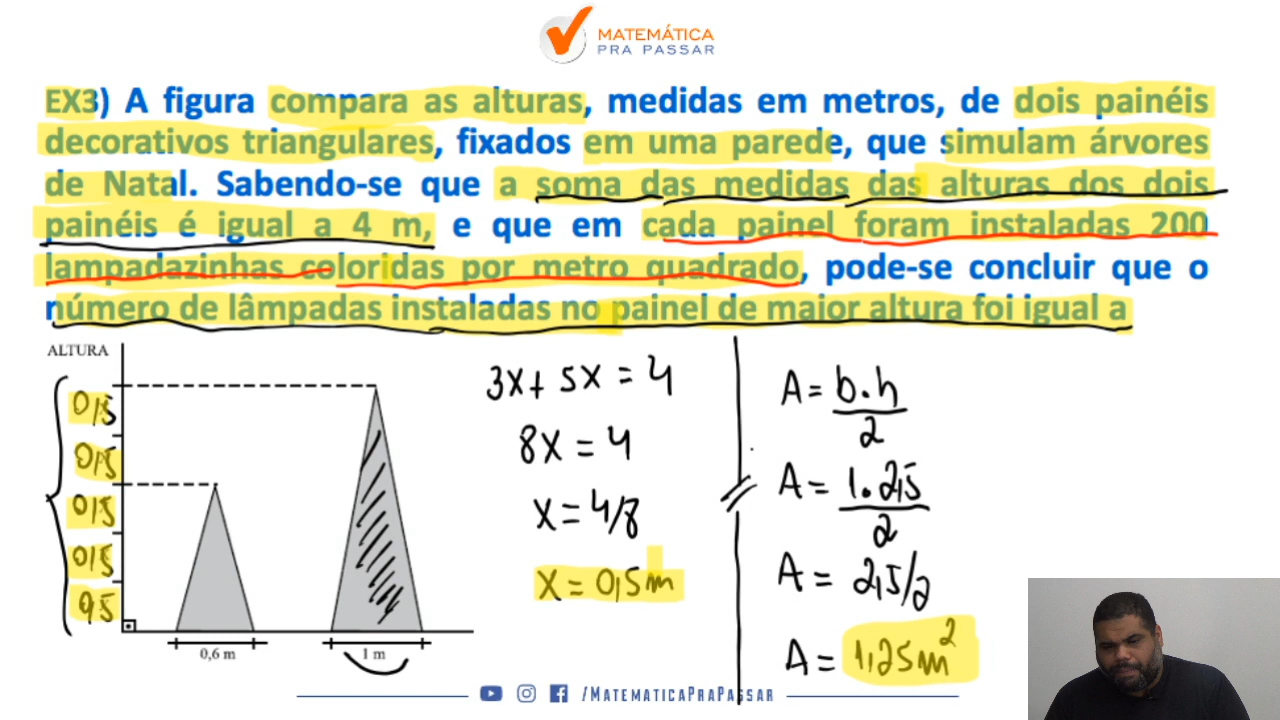 MATEMÁTICA
PRA PASSAR
EX3) A figura compara as alturas, medidas em metros, de dois painéis
decorativos triangulares, fixados em uma parede, que simulam árvores
de Natal. Sabendo-se que a soma das medidas das alturas dos dois
painéis é igual a 4 m, e que em cada painel foram instaladas 200
lampadazinhas coloridas por metro quadrado, pode-se concluir que o
número de lâmpadas instaladas no painel de maior altura foi igual a
ALTURA
0,5
0,5
0,5
0,5
0,5
0,6 m
1 m
3x + 5x = 4
8x = 4
x = 4/8
x = 0,5m
A = b.h/2
A = 1.2,5/2
A = 2,5/2
A = 1,25m²
/MATEMATICAPRAPASSAR